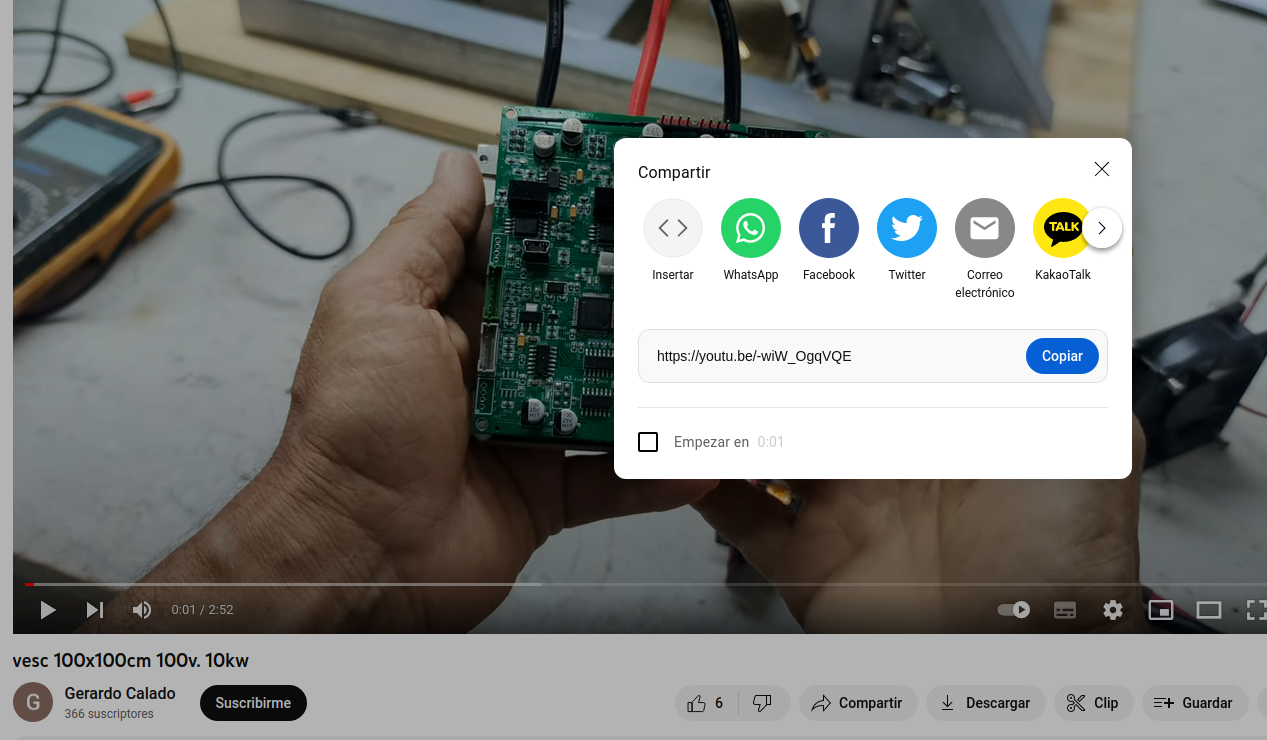 Compartir
Insertar
WhatsApp
Facebook
Twitter
Correo
electrónico
TALK
KakaoTalk
https://youtu.be/-wiW_OgqVQE
Copiar
Empezar en 0:01
0:01 / 2:52
vesc 100x100cm 100v. 10kw
G
Gerardo Calado
366 suscriptores
Suscribirme
6
Compartir
Descargar
Clip
Guardar